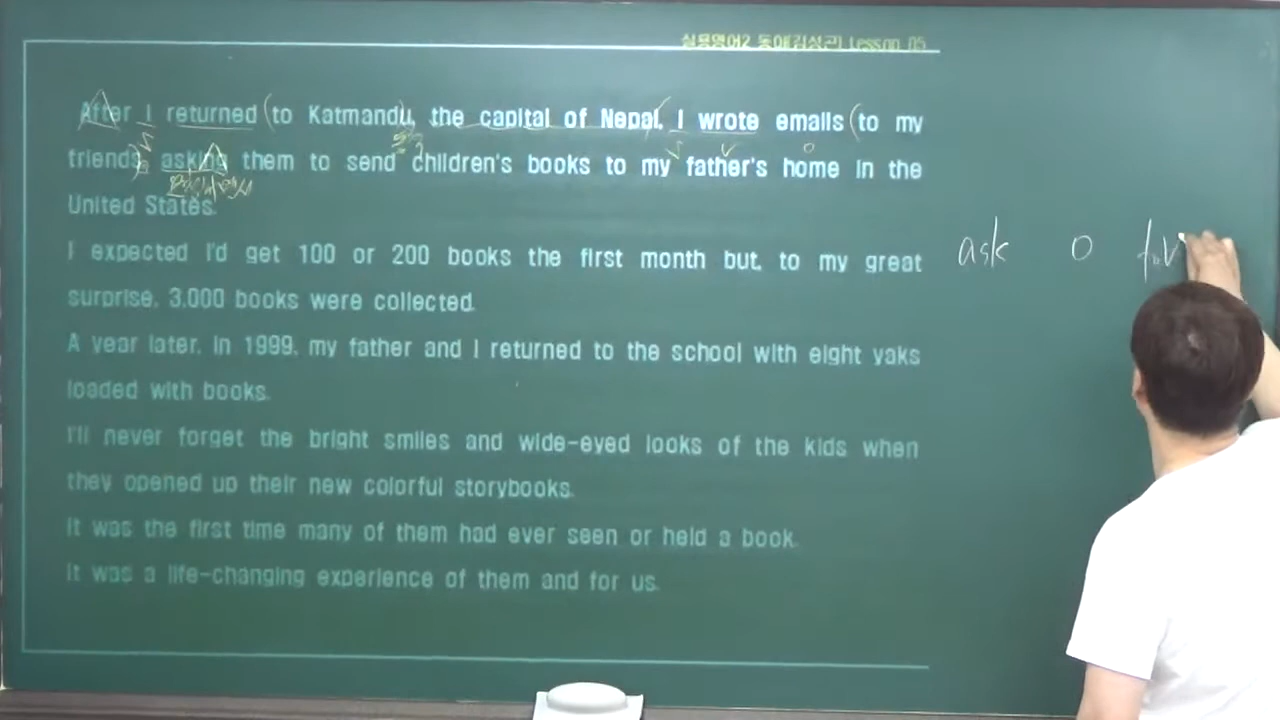 실용영어2 동아(김성곤) Lesson 05
After I returned (to Katmandu), the capital of Nepal, I wrote emails (to my
friends), asking them to send children's books to my father's home in the
United States.
I expected I'd get 100 or 200 books the first month but, to my great
surprise, 3,000 books were collected.
A year later, in 1999, my father and I returned to the school with eight yaks
loaded with books.
I'll never forget the bright smiles and wide-eyed looks of the kids when
they opened up their new colorful storybooks.
It was the first time many of them had ever seen or held a book.
It was a life-changing experience of them and for us.
ask O